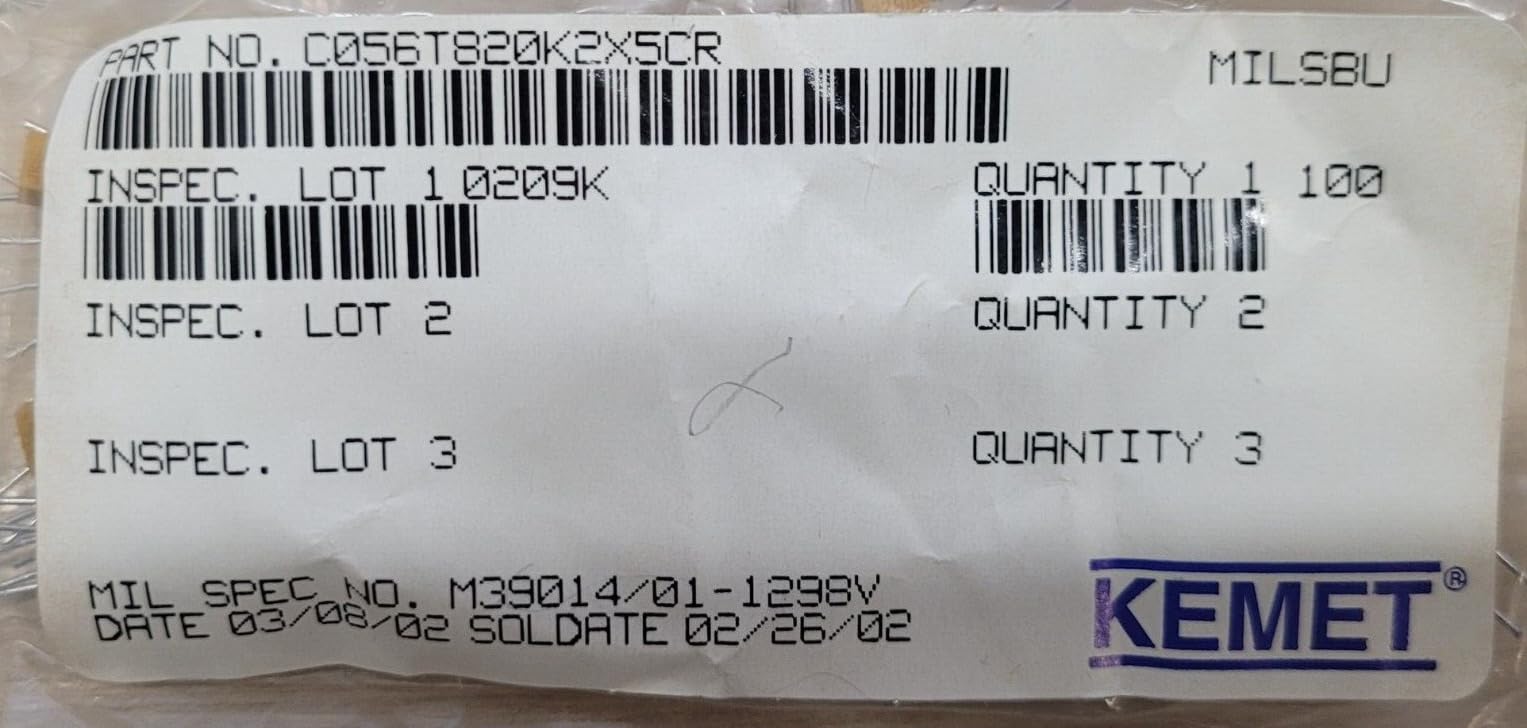 PART NO. C056T820K2X5CR
MILSBU
INSPEC. LOT 1 0209K
QUANTITY 1 100
INSPEC. LOT 2
QUANTITY 2
INSPEC. LOT 3
QUANTITY 3
MIL SPEC NO. M39014/01-1298V
DATE 03/08/02 SOLDATE 02/26/02
KEMET®